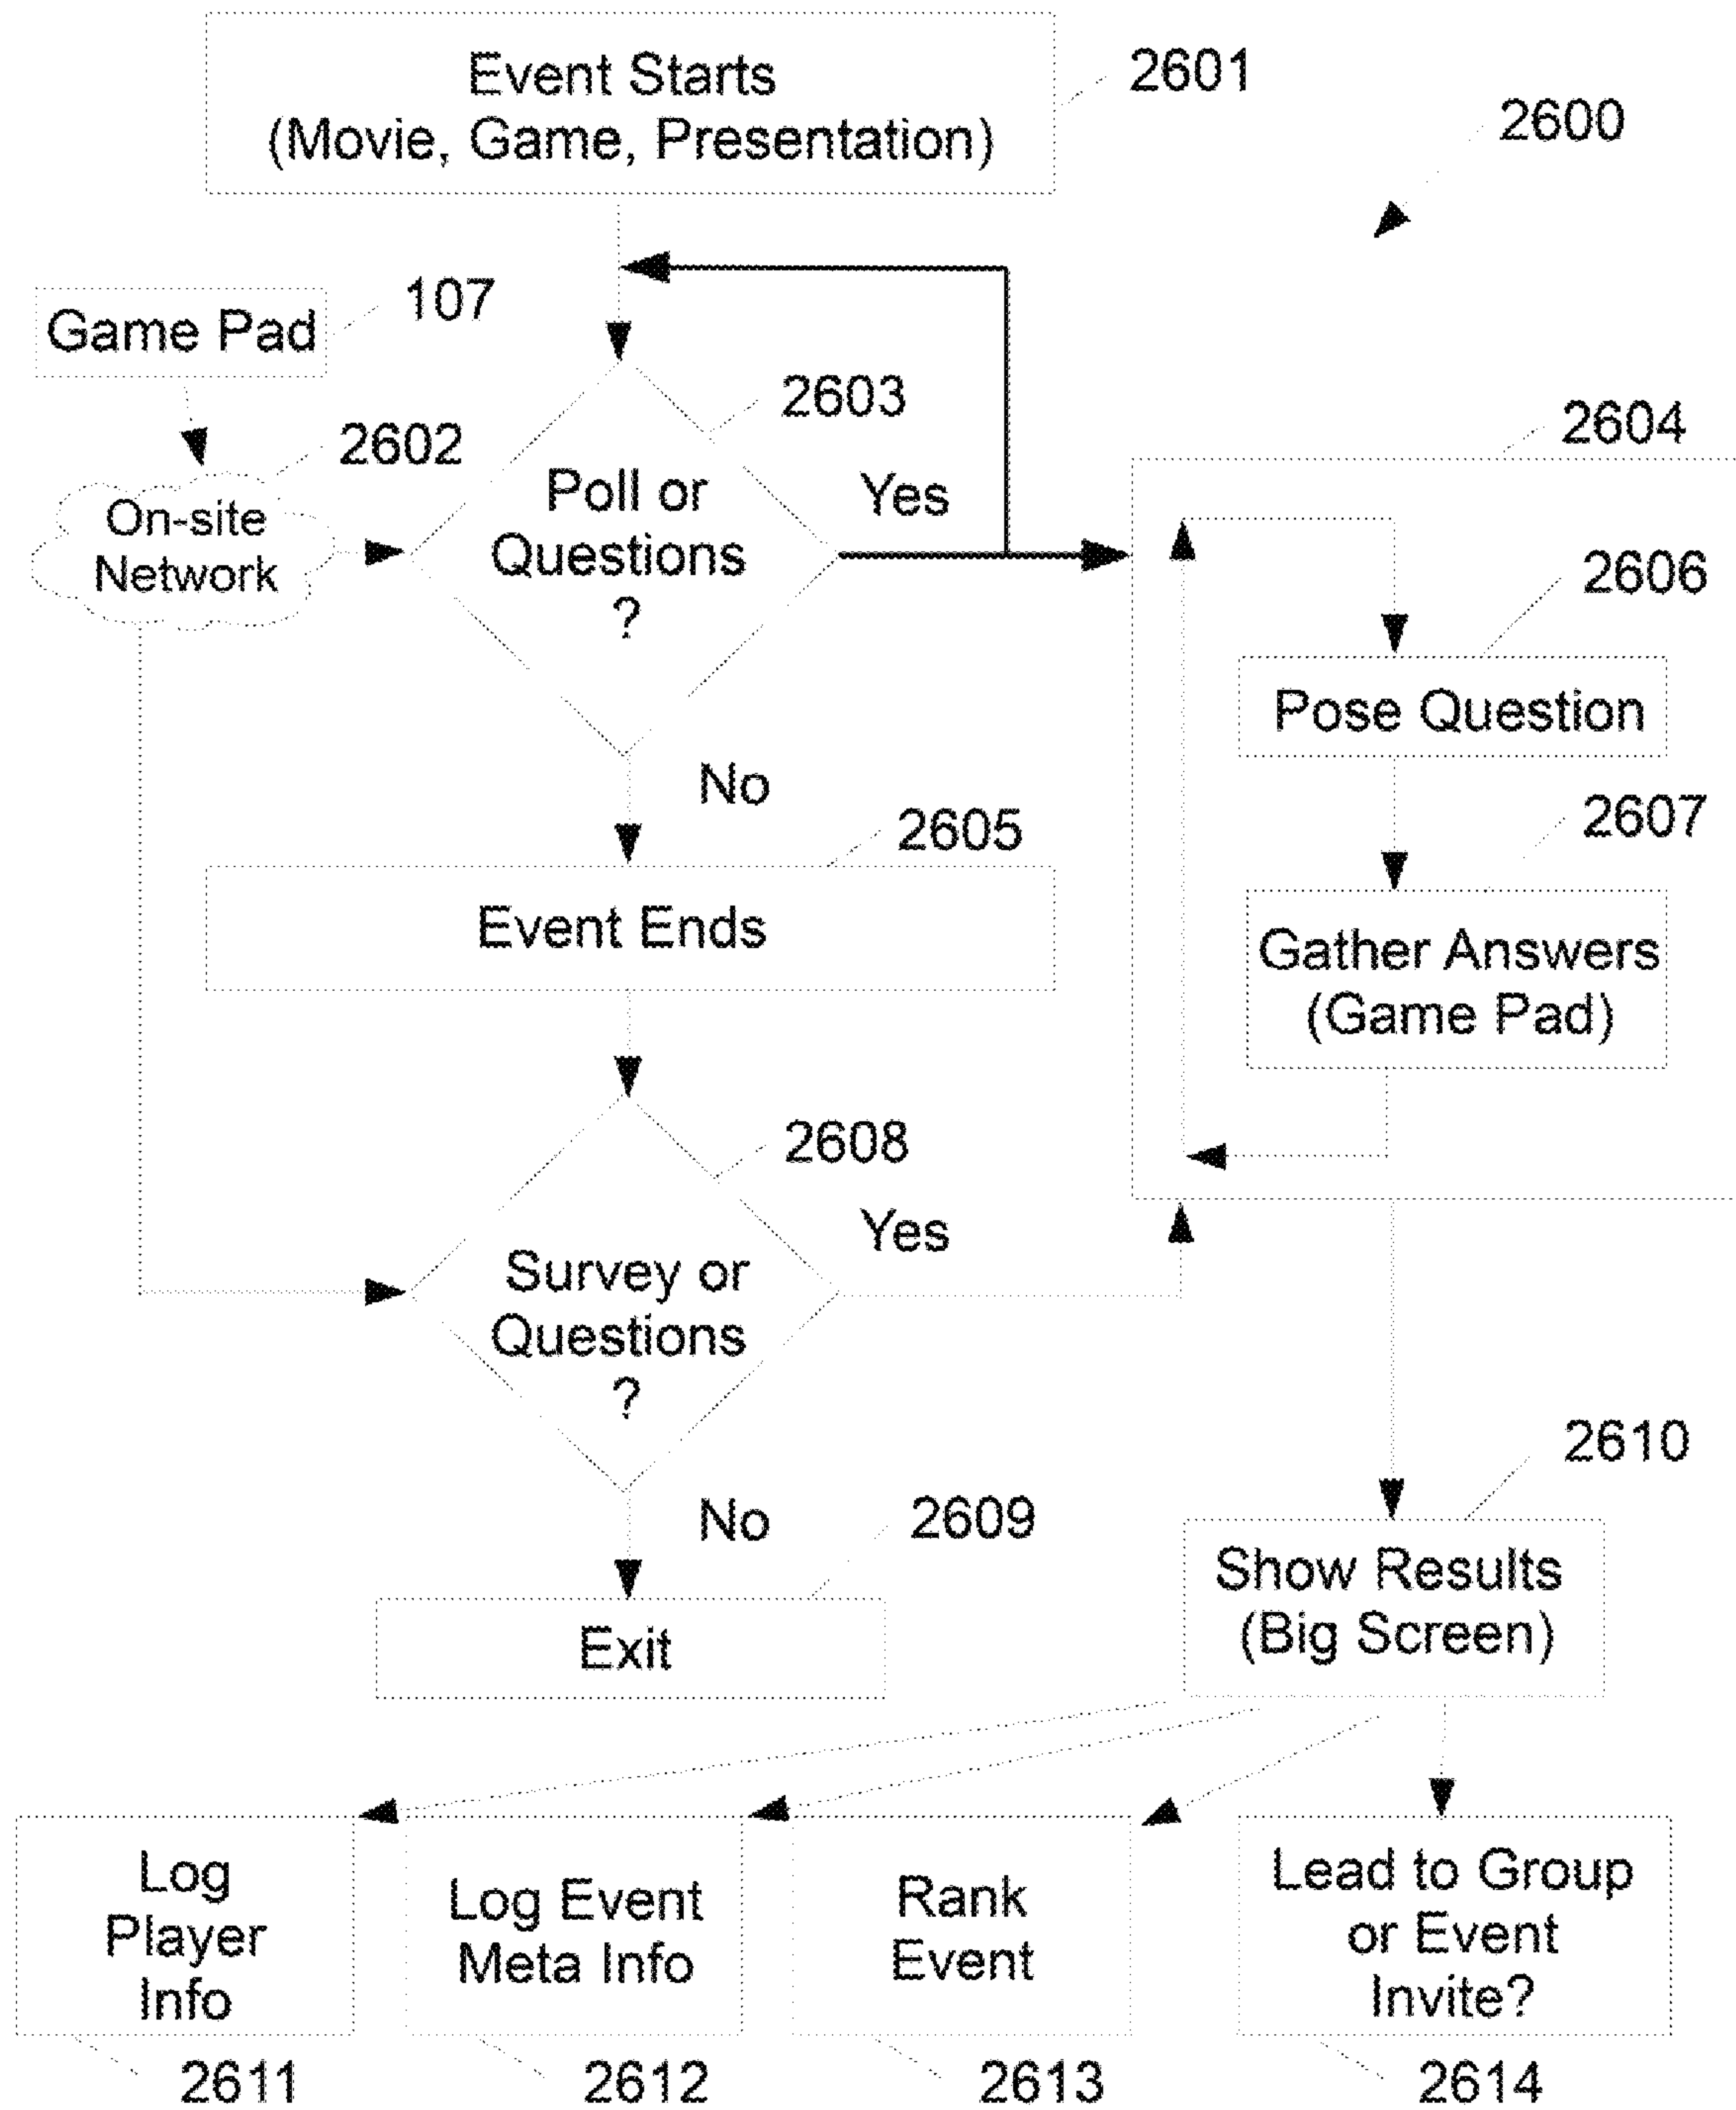 Event Starts
(Movie, Game, Presentation)
2601
2600
Game Pad
107
2602
On-site
Network
2603
Poll or
Questions
?
Yes
No
2604
2606
Pose Question
2607
Gather Answers
(Game Pad)
2605
Event Ends
2608
Survey or
Questions
?
Yes
No
2609
Exit
2610
Show Results
(Big Screen)
Log
Player
Info
2611
Log Event
Meta Info
2612
Rank
Event
2613
Lead to Group
or Event
Invite?
2614